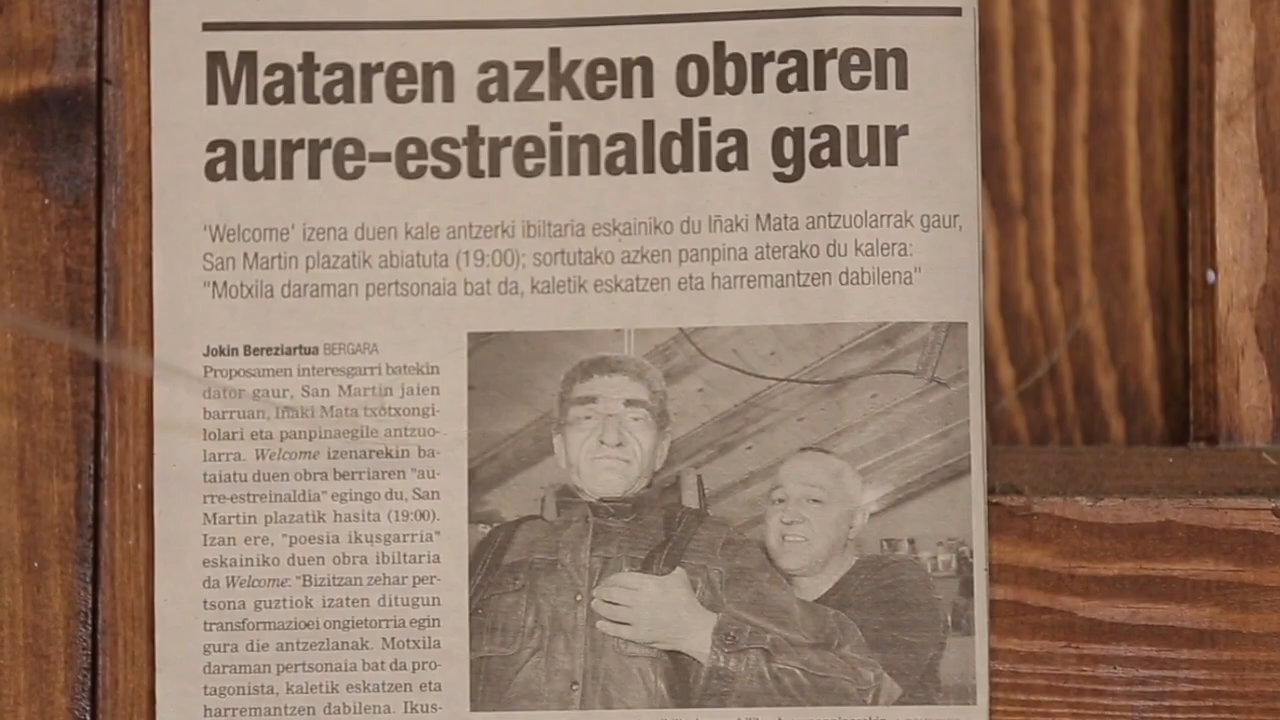 Mataren azken obraren
aurre-estreinaldia gaur
'Welcome' izena duen kale antzerki ibiltaria eskainiko du Iñaki Mata antzuolarrak gaur,
San Martin plazatik abiatuta (19:00); sortutako azken panpina aterako du kalera:
"Motxila daraman pertsonaia bat da, kaletik eskatzen eta harremantzen dabilena"
Jokin Bereziartua BERGARA
Proposamen interesgarri batekin
dator gaur, San Martin jaien
barruan, Iñaki Mata txotxongi-
lolari eta panpinaegile antzuo-
larra. Welcome izenarekin ba-
taiatu duen obra berriaren "au-
rre-estreinaldia" egingo du, San
Martin plazatik hasita (19:00).
Izan ere, "poesia ikusgarria"
eskainiko duen obra ibiltaria
da Welcome: "Bizitzan zehar per-
tsona guztiok izaten ditugun
transformazioei ongietorria egin
gura die antzezlanak. Motxila
daraman pertsonaia bat da pro-
tagonista, kaletik eskatzen eta
harremantzen dabilena. Ikus-